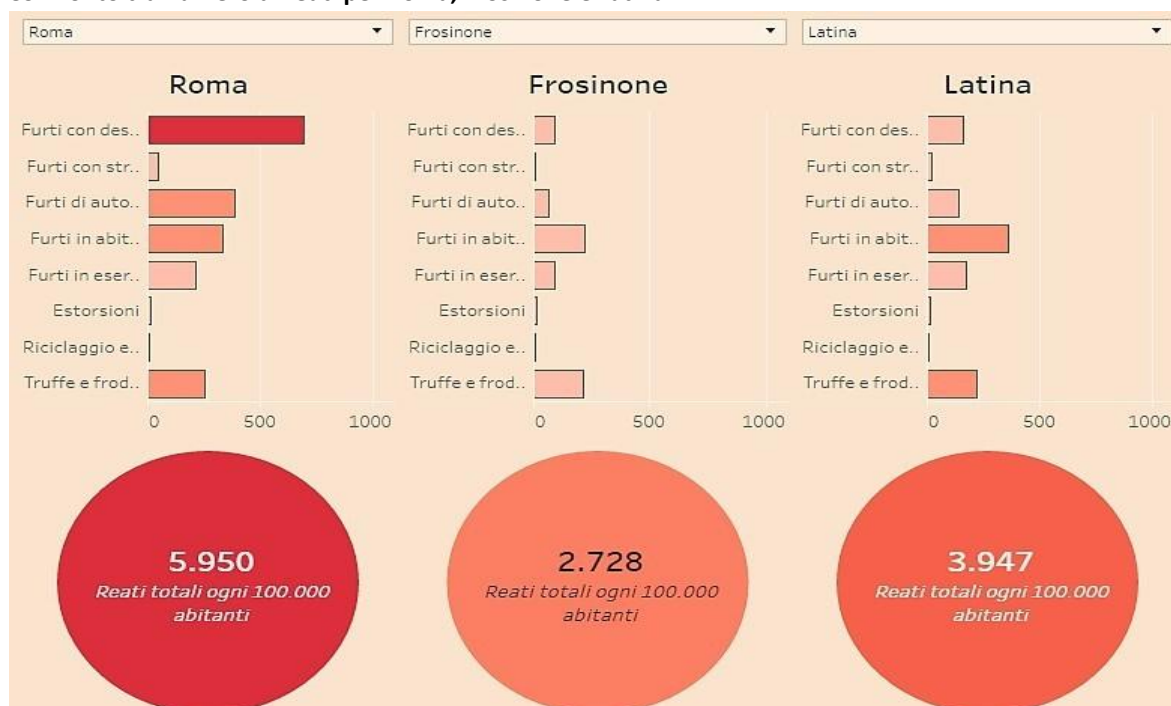 Roma
Frosinone
Latina
Roma
Furti con des..
Furti con str..
Furti di auto..
Furti in abit..
Furti in eser..
Estorsioni
Riciclaggio e..
Truffe e frod..
0 500 1000
Frosinone
Furti con des..
Furti con str..
Furti di auto..
Furti in abit..
Furti in eser..
Estorsioni
Riciclaggio e..
Truffe e frod..
0 500 1000
Latina
Furti con des..
Furti con str..
Furti di auto..
Furti in abit..
Furti in eser..
Estorsioni
Riciclaggio e..
Truffe e frod..
0 500 1000
5.950
Reati totali ogni 100.000
abitanti
2.728
Reati totali ogni 100.000
abitanti
3.947
Reati totali ogni 100.000
abitanti